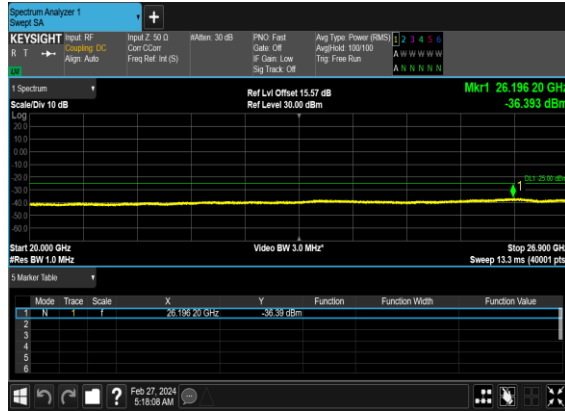 Spectrum Analyzer 1
Swept SA
+
KEYSIGHT Input: RF Input Z: 50 Ω #Atten: 30 dB PNO: Fast Avg Type: Power (RMS) 1 2 3 4 5 6
R T Coupling: DC Corr CCorr Gate: Off Avg|Hold: 100/100 A W W W W W
Align: Auto Freq Ref: Int (S) IF Gain: Low Trig: Free Run
LW Sig Track: Off A N N N N N
1 Spectrum Ref Lvl Offset 15.57 dB Mkr1 26.196 20 GHz
Scale/Div 10 dB Ref Level 30.00 dBm -36.393 dBm
Log
20.0
10.0
0.00
-10.0
-20.0
DL1 -25.00 dBm
-30.0
1
-40.0
-50.0
-60.0
Start 20.000 GHz Video BW 3.0 MHz* Stop 26.900 GHz
#Res BW 1.0 MHz Sweep 13.3 ms (40001 pts)
5 Marker Table
Mode Trace Scale X Y Function Function Width Function Value
1 N 1 f 26.196 20 GHz -36.39 dBm
2
3
4
5
6
? Feb 27, 2024
5:18:08 AM